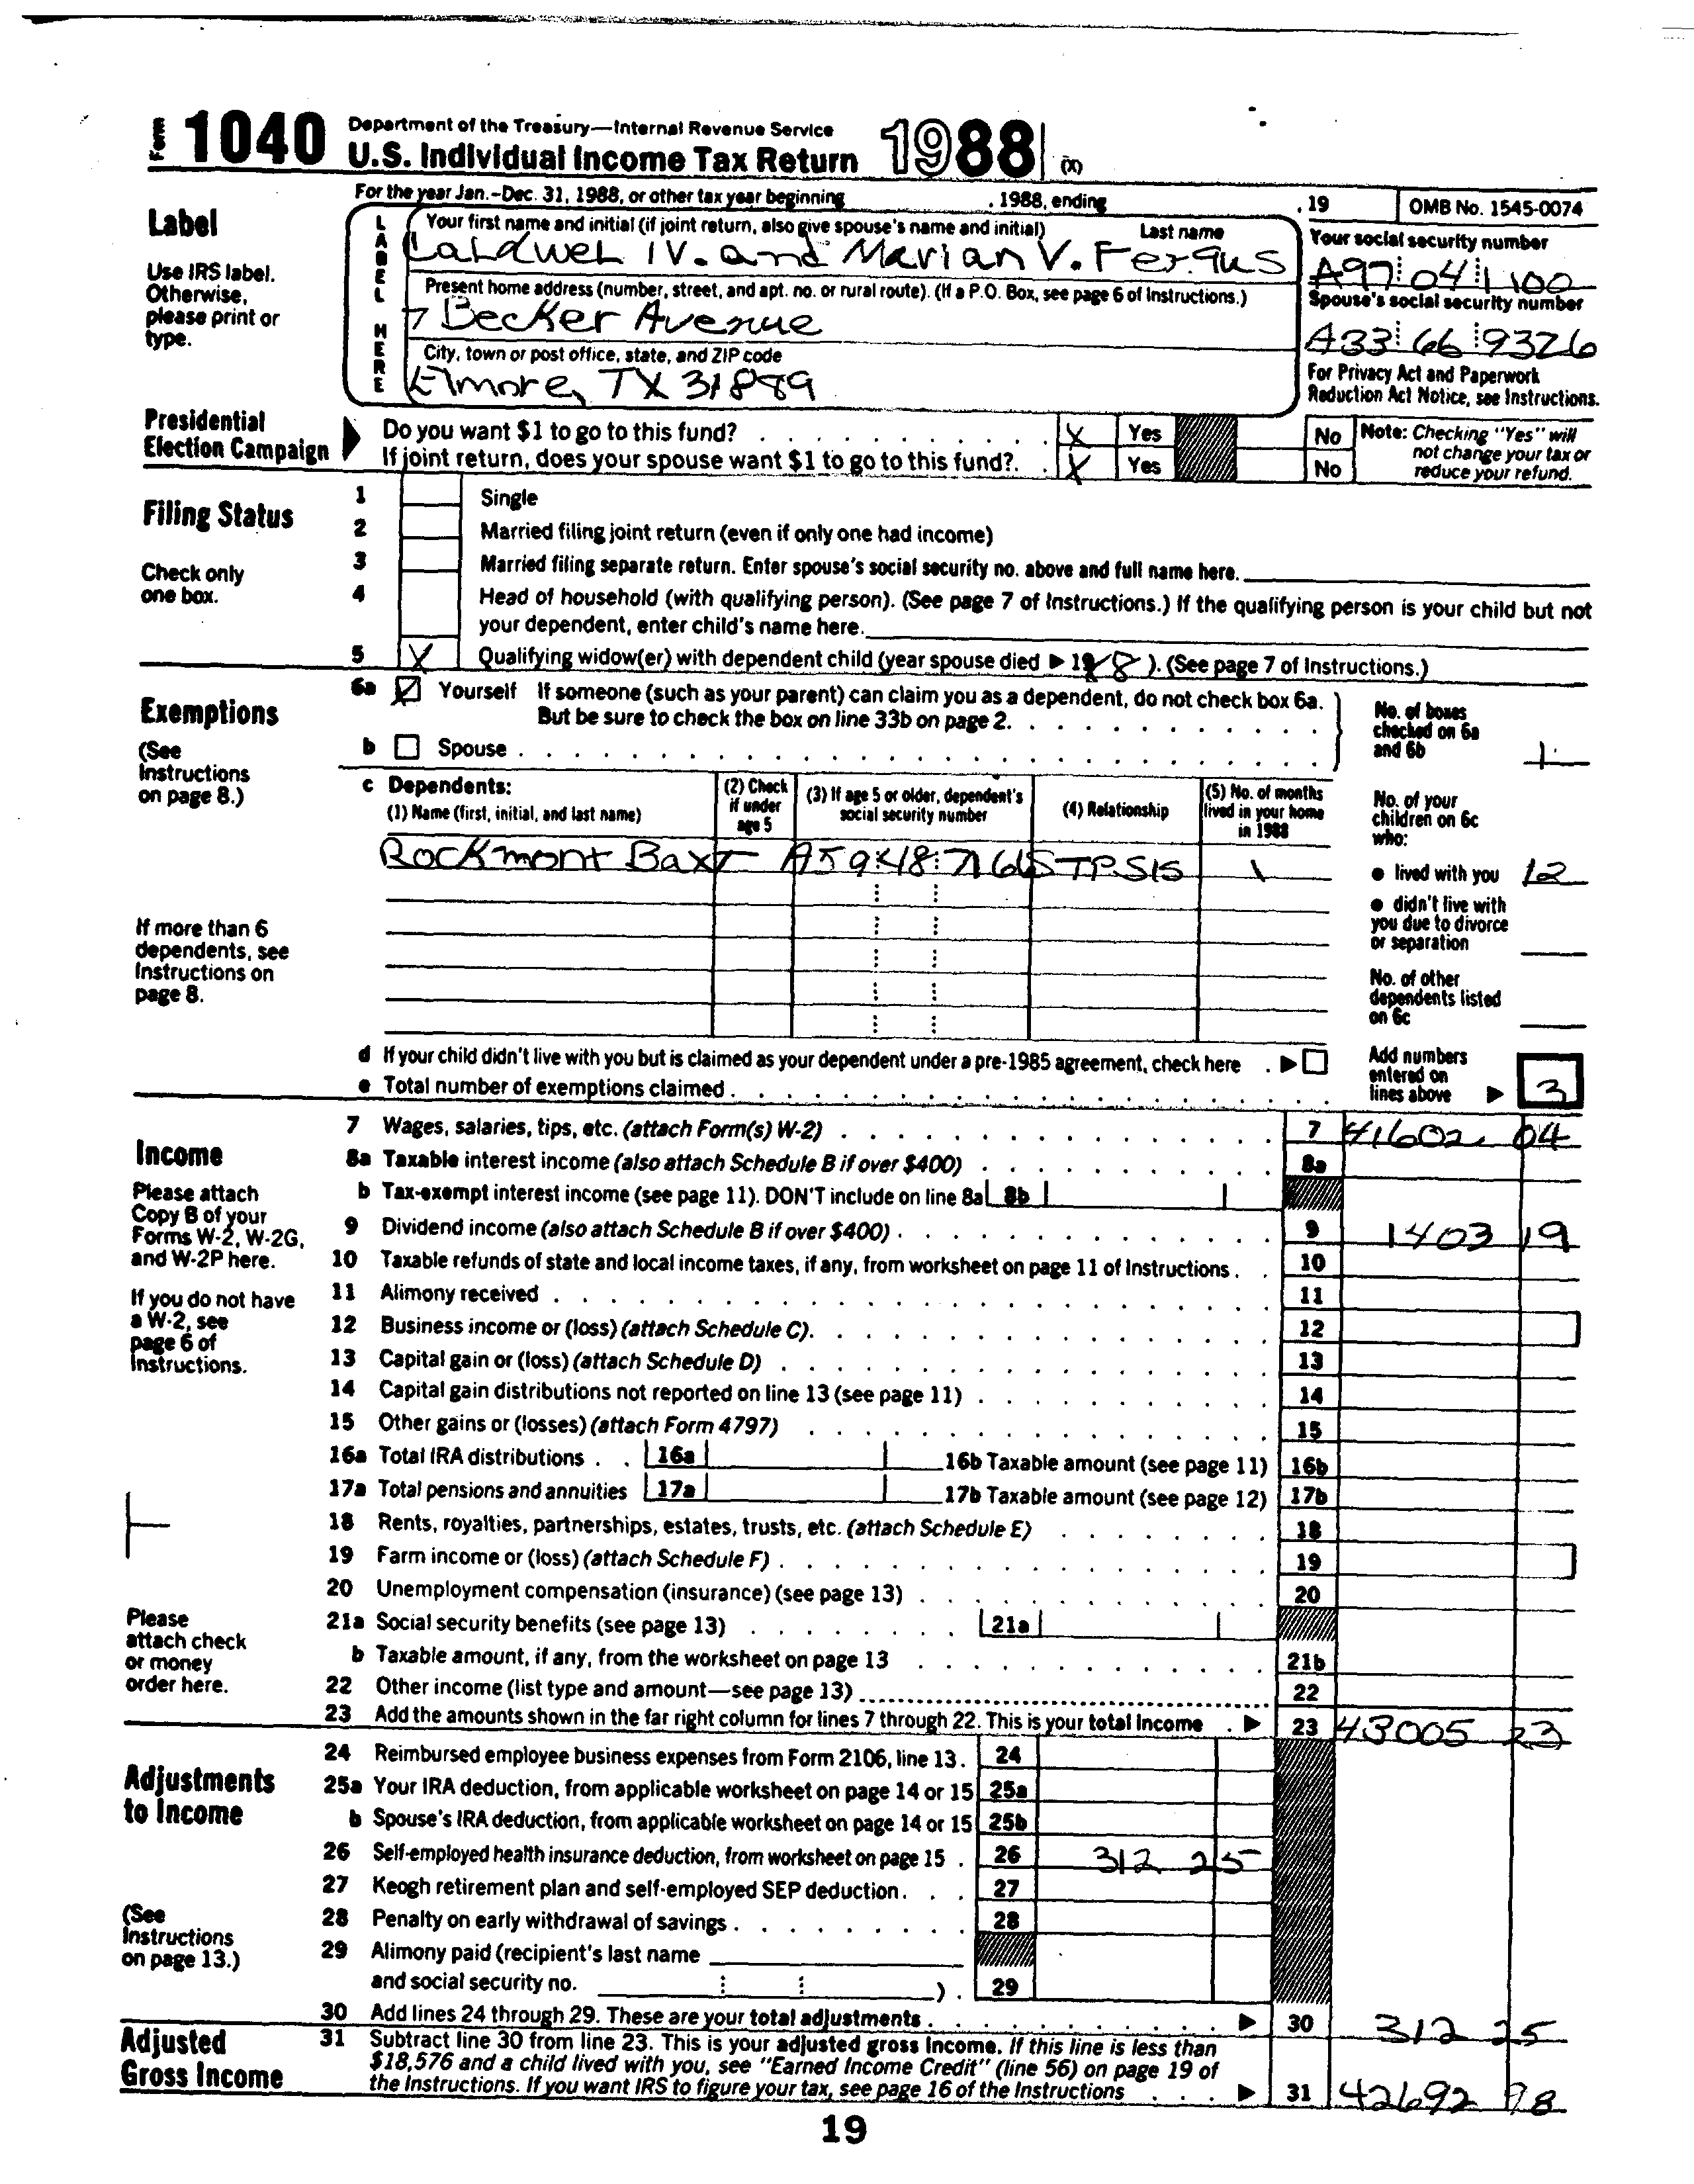 Form 1040 Department of the Treasury—Internal Revenue Service
U.S. Individual Income Tax Return 1988 (X)
For the year Jan.–Dec. 31, 1988, or other tax year beginning , 1988, ending , 19 OMB No. 1545-0074
Label
Use IRS label.
Otherwise,
please print or
type.
LABEL HERE
Your first name and initial (if joint return, also give spouse's name and initial) Last name
Laldwel IV. and Marian V. Fergus
Your social security number
A97 04 1100
Present home address (number, street, and apt. no. or rural route). (If a P.O. Box, see page 6 of Instructions.)
7 Becker Avenue
Spouse's social security number
A33 66 9326
City, town or post office, state, and ZIP code
Elmore, TX 31889
For Privacy Act and Paperwork
Reduction Act Notice, see Instructions.
Presidential
Election Campaign
Do you want $1 to go to this fund? X Yes No
If joint return, does your spouse want $1 to go to this fund?. X Yes No
Note: Checking "Yes" will
not change your tax or
reduce your refund.
Filing Status
Check only
one box.
1 Single
2 Married filing joint return (even if only one had income)
3 Married filing separate return. Enter spouse's social security no. above and full name here.
4 Head of household (with qualifying person). (See page 7 of Instructions.) If the qualifying person is your child but not
your dependent, enter child's name here.
5 X Qualifying widow(er) with dependent child (year spouse died ▶ 19 8 ). (See page 7 of Instructions.)
Exemptions
(See
Instructions
on page 8.)
6a Yourself If someone (such as your parent) can claim you as a dependent, do not check box 6a.
But be sure to check the box on line 33b on page 2.
b Spouse
No. of boxes
checked on 6a
and 6b 1
c Dependents:
(1) Name (first, initial, and last name)
(2) Check
if under
age 5
(3) If age 5 or older, dependent's
social security number
(4) Relationship
(5) No. of months
lived in your home
in 1988
Rockmont Baxt A59 48 7166 STPSIS 1
No. of your
children on 6c
who:
● lived with you 12
● didn't live with
you due to divorce
or separation
No. of other
dependents listed
on 6c
If more than 6
dependents, see
Instructions on
page 8.
d If your child didn't live with you but is claimed as your dependent under a pre-1985 agreement, check here ▶
e Total number of exemptions claimed
Add numbers
entered on
lines above ▶ 3
Income
Please attach
Copy B of your
Forms W-2, W-2G,
and W-2P here.
If you do not have
a W-2, see
page 6 of
Instructions.
Please
attach check
or money
order here.
7 Wages, salaries, tips, etc. (attach Form(s) W-2) 7 41602 04
8a Taxable interest income (also attach Schedule B if over $400) 8a
b Tax-exempt interest income (see page 11). DON'T include on line 8a 8b
9 Dividend income (also attach Schedule B if over $400) 9 1403 19
10 Taxable refunds of state and local income taxes, if any, from worksheet on page 11 of Instructions 10
11 Alimony received 11
12 Business income or (loss) (attach Schedule C). 12
13 Capital gain or (loss) (attach Schedule D) 13
14 Capital gain distributions not reported on line 13 (see page 11) 14
15 Other gains or (losses) (attach Form 4797) 15
16a Total IRA distributions 16a 16b Taxable amount (see page 11) 16b
17a Total pensions and annuities 17a 17b Taxable amount (see page 12) 17b
18 Rents, royalties, partnerships, estates, trusts, etc. (attach Schedule E) 18
19 Farm income or (loss) (attach Schedule F) 19
20 Unemployment compensation (insurance) (see page 13) 20
21a Social security benefits (see page 13) 21a
b Taxable amount, if any, from the worksheet on page 13 21b
22 Other income (list type and amount—see page 13) 22
23 Add the amounts shown in the far right column for lines 7 through 22. This is your total income ▶ 23 43005 23
Adjustments
to Income
(See
Instructions
on page 13.)
24 Reimbursed employee business expenses from Form 2106, line 13. 24
25a Your IRA deduction, from applicable worksheet on page 14 or 15 25a
b Spouse's IRA deduction, from applicable worksheet on page 14 or 15 25b
26 Self-employed health insurance deduction, from worksheet on page 15 26 312 25
27 Keogh retirement plan and self-employed SEP deduction 27
28 Penalty on early withdrawal of savings 28
29 Alimony paid (recipient's last name
and social security no. ) 29
30 Add lines 24 through 29. These are your total adjustments ▶ 30 312 25
Adjusted
Gross Income
31 Subtract line 30 from line 23. This is your adjusted gross income. If this line is less than
$18,576 and a child lived with you, see "Earned Income Credit" (line 56) on page 19 of
the Instructions. If you want IRS to figure your tax, see page 16 of the Instructions ▶ 31 42692 98
19